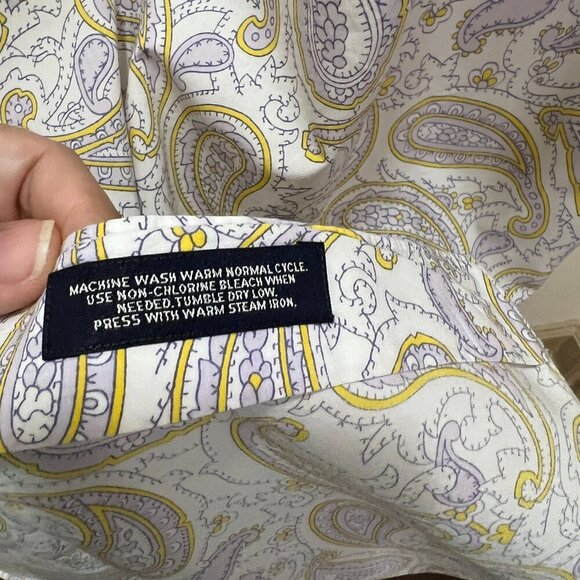 MACHINE WASH WARM NORMAL CYCLE.
USE NON-CHLORINE BLEACH WHEN
NEEDED. TUMBLE DRY LOW.
PRESS WITH WARM STEAM IRON.